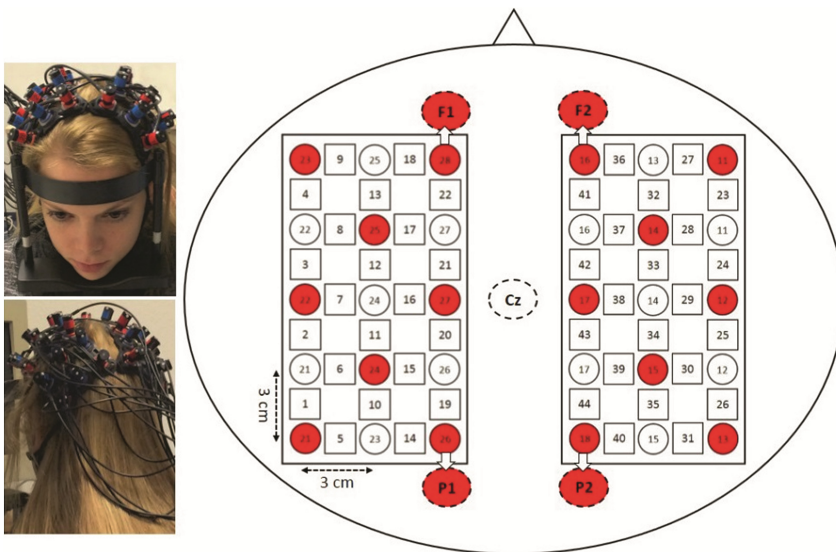 F1 F2
23 9 25 18 28 16 36 13 27 11
4 13 22 41 32 23
22 8 25 17 27 16 37 14 28 11
3 12 21 42 33 24
22 7 24 16 27 Cz 17 38 14 29 12
2 11 20 43 34 25
21 6 24 15 26 17 39 15 30 12
3 cm
1 10 19 44 35 26
21 5 23 14 26 18 40 15 31 13
3 cm
P1 P2